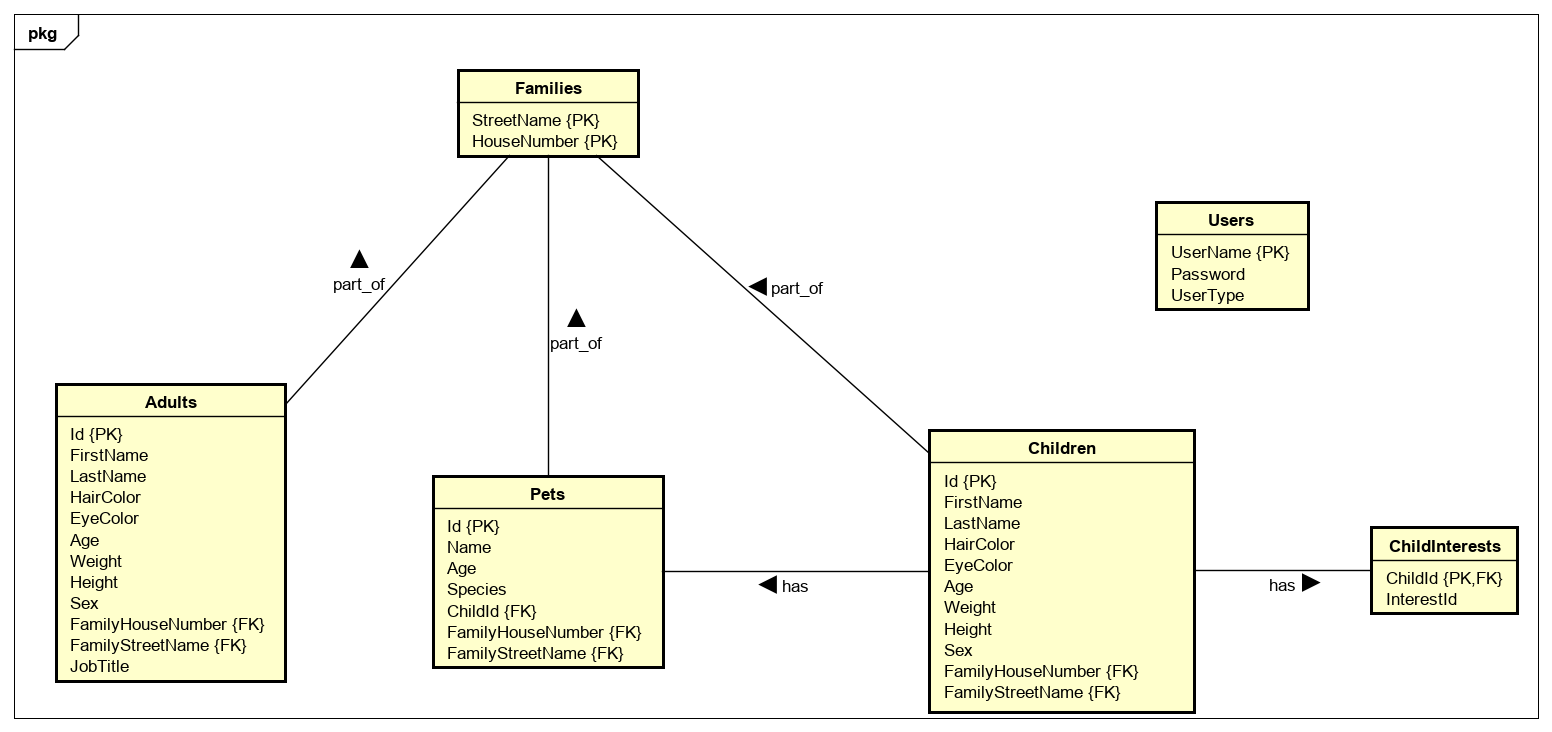 pkg
Families
StreetName {PK}
HouseNumber {PK}
Users
UserName {PK}
Password
UserType
part_of
part_of
part_of
Adults
Id {PK}
FirstName
LastName
HairColor
EyeColor
Age
Weight
Height
Sex
FamilyHouseNumber {FK}
FamilyStreetName {FK}
JobTitle
Pets
Id {PK}
Name
Age
Species
ChildId {FK}
FamilyHouseNumber {FK}
FamilyStreetName {FK}
has
Children
Id {PK}
FirstName
LastName
HairColor
EyeColor
Age
Weight
Height
Sex
FamilyHouseNumber {FK}
FamilyStreetName {FK}
has
ChildInterests
ChildId {PK,FK}
InterestId